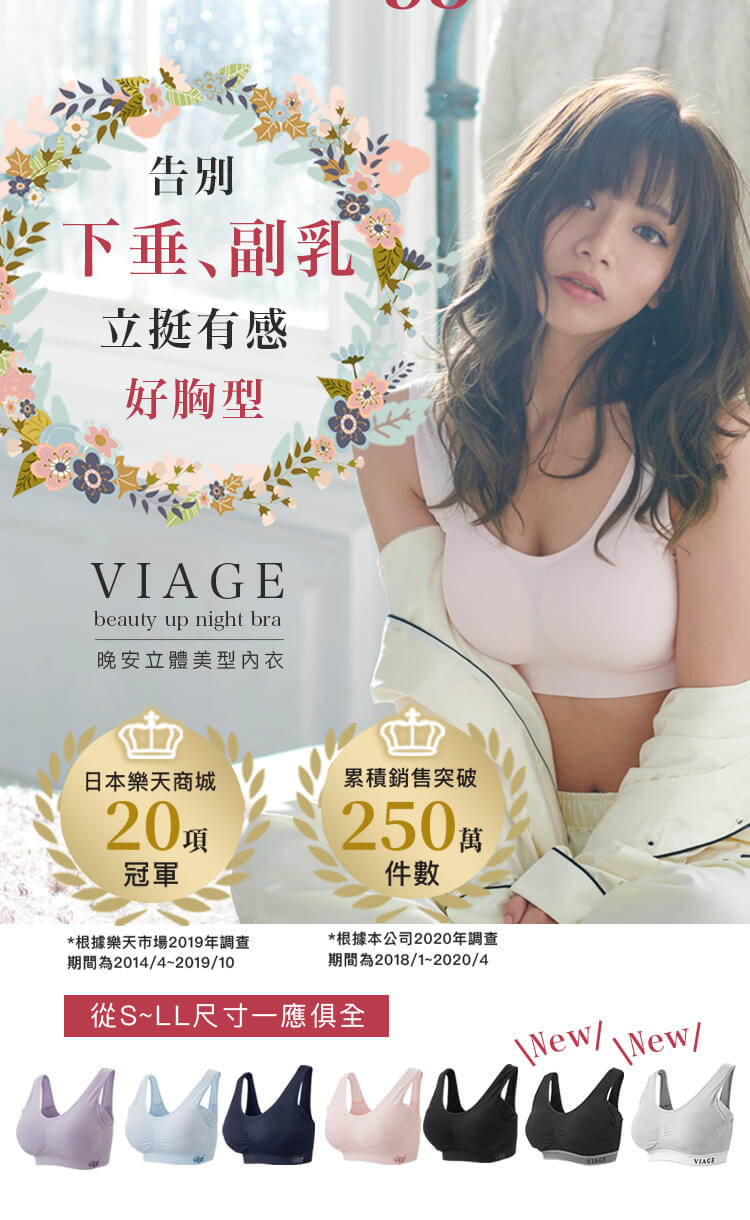 告別
下垂、副乳
立挺有感
好胸型
VIAGE
beauty up night bra
晚安立體美型內衣
日本樂天商城
20項
冠軍
累積銷售突破
250萬
件數
*根據樂天市場2019年調查
期間為2014/4~2019/10
*根據本公司2020年調查
期間為2018/1~2020/4
從S~LL尺寸一應俱全
\New/ \New/
VIAGE
VIAGE